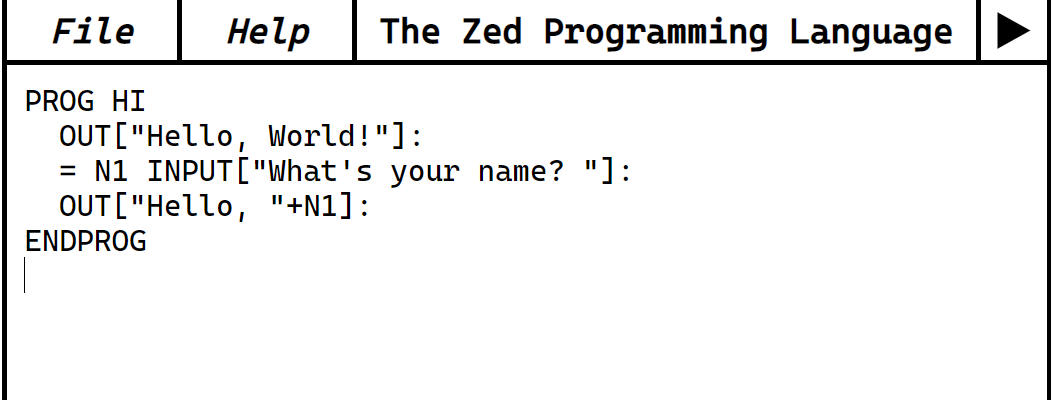 File Help The Zed Programming Language
PROG HI
OUT["Hello, World!"]:
= N1 INPUT["What's your name? "]:
OUT["Hello, "+N1]:
ENDPROG